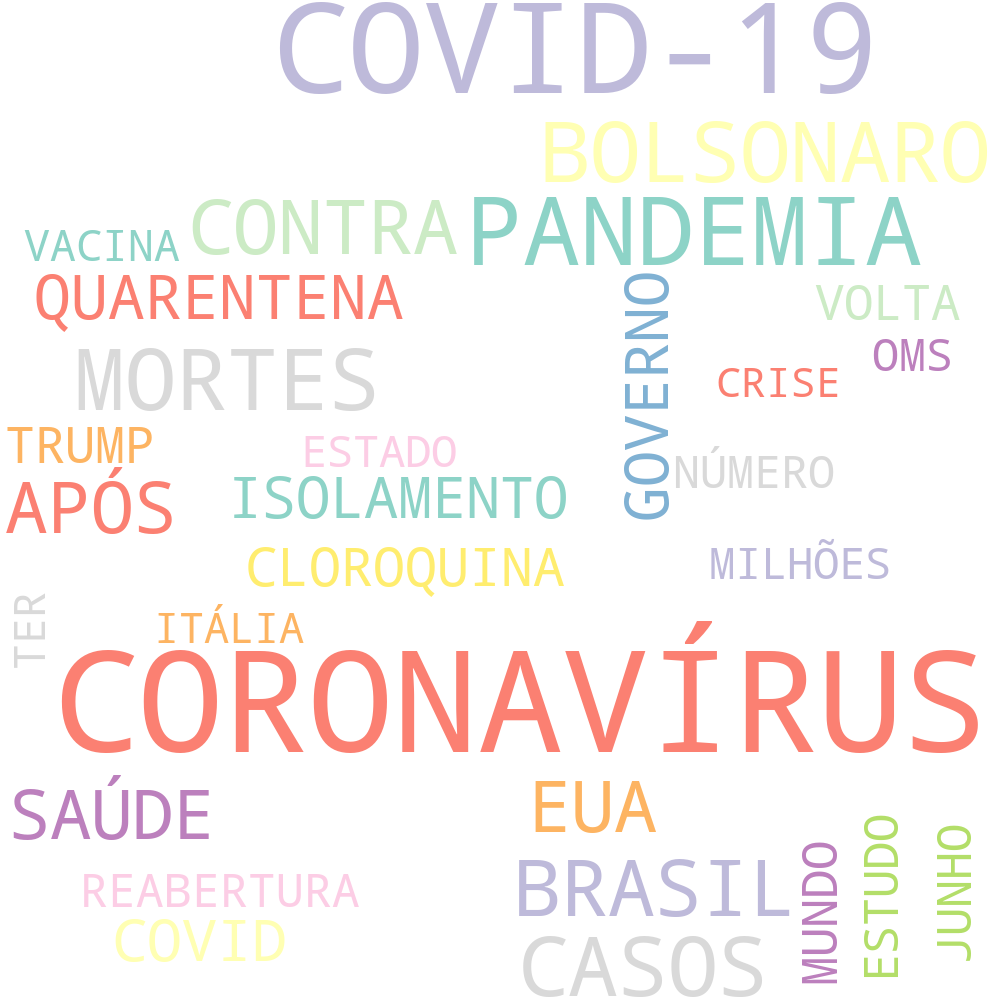 COVID-19
BOLSONARO
CONTRA
PANDEMIA
VACINA
QUARENTENA
GOVERNO
VOLTA
OMS
MORTES
CRISE
TRUMP
ESTADO
NÚMERO
APÓS
ISOLAMENTO
CLOROQUINA
MILHÕES
TER
ITÁLIA
CORONAVÍRUS
SAÚDE
EUA
REABERTURA
BRASIL
MUNDO
ESTUDO
JUNHO
COVID
CASOS